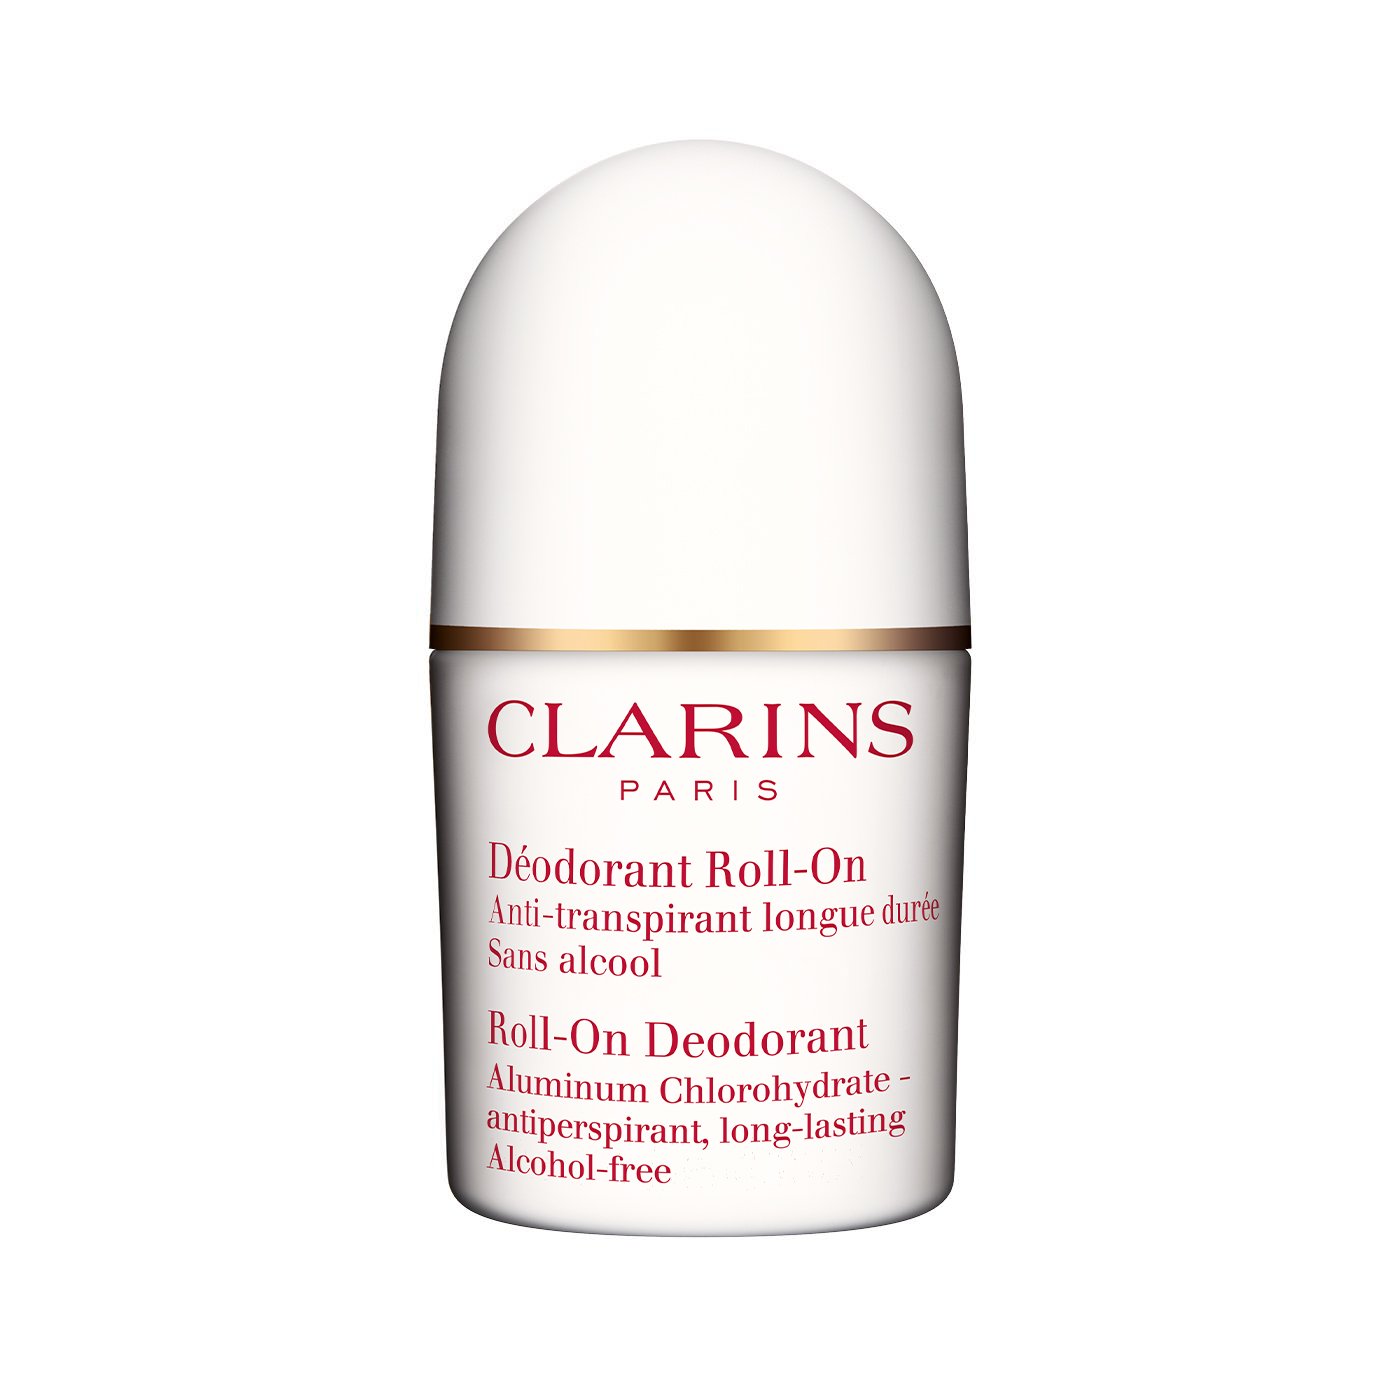 CLARINS
PARIS
Déodorant Roll-On
Anti-transpirant longue durée
Sans alcool
Roll-On Deodorant
Aluminum Chlorohydrate -
antiperspirant, long-lasting
Alcohol-free